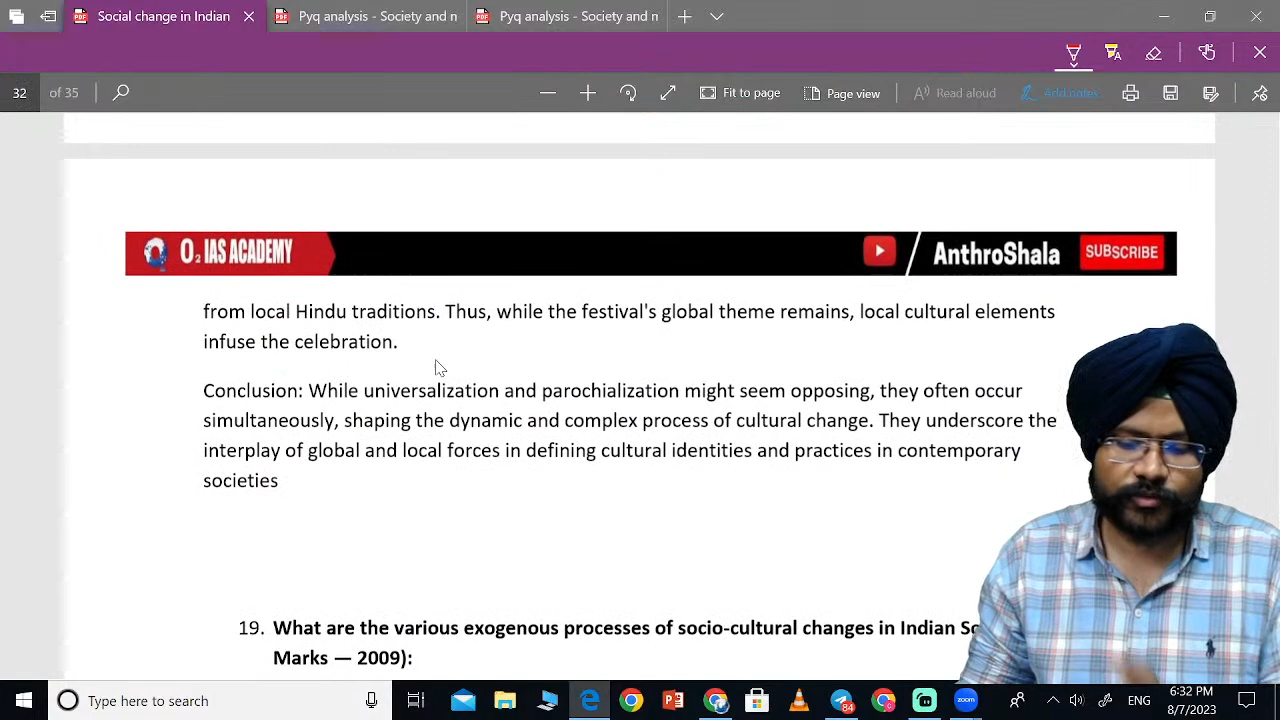 Social change in Indian
Pyq analysis - Society and n
Pyq analysis - Society and n
32 of 35
Fit to page
Page view
Read aloud
Add notes
O2 IAS ACADEMY
AnthroShala
SUBSCRIBE
from local Hindu traditions. Thus, while the festival's global theme remains, local cultural elements
infuse the celebration.
Conclusion: While universalization and parochialization might seem opposing, they often occur
simultaneously, shaping the dynamic and complex process of cultural change. They underscore the
interplay of global and local forces in defining cultural identities and practices in contemporary
societies
19. What are the various exogenous processes of socio-cultural changes in Indian
Marks — 2009):
Type here to search
84
zoom
ENG
6:32 PM
8/7/2023